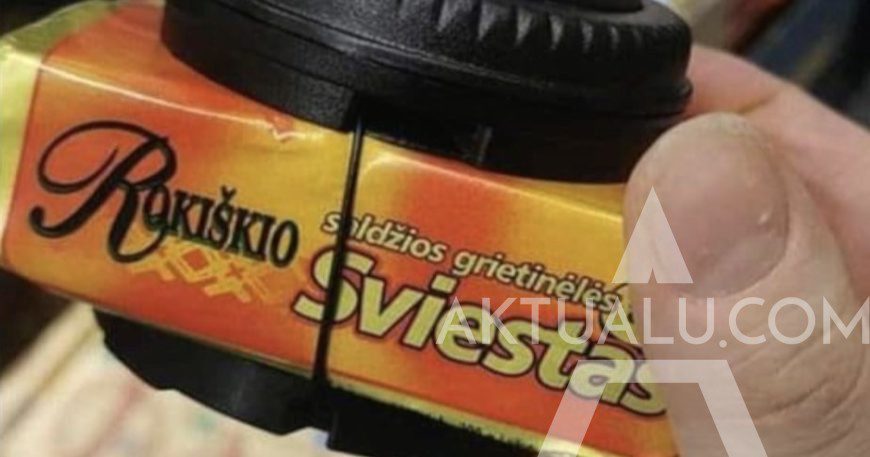 ROKIŠKIO
saldžios grietinėlės
Sviestas
AKTUALU.COM